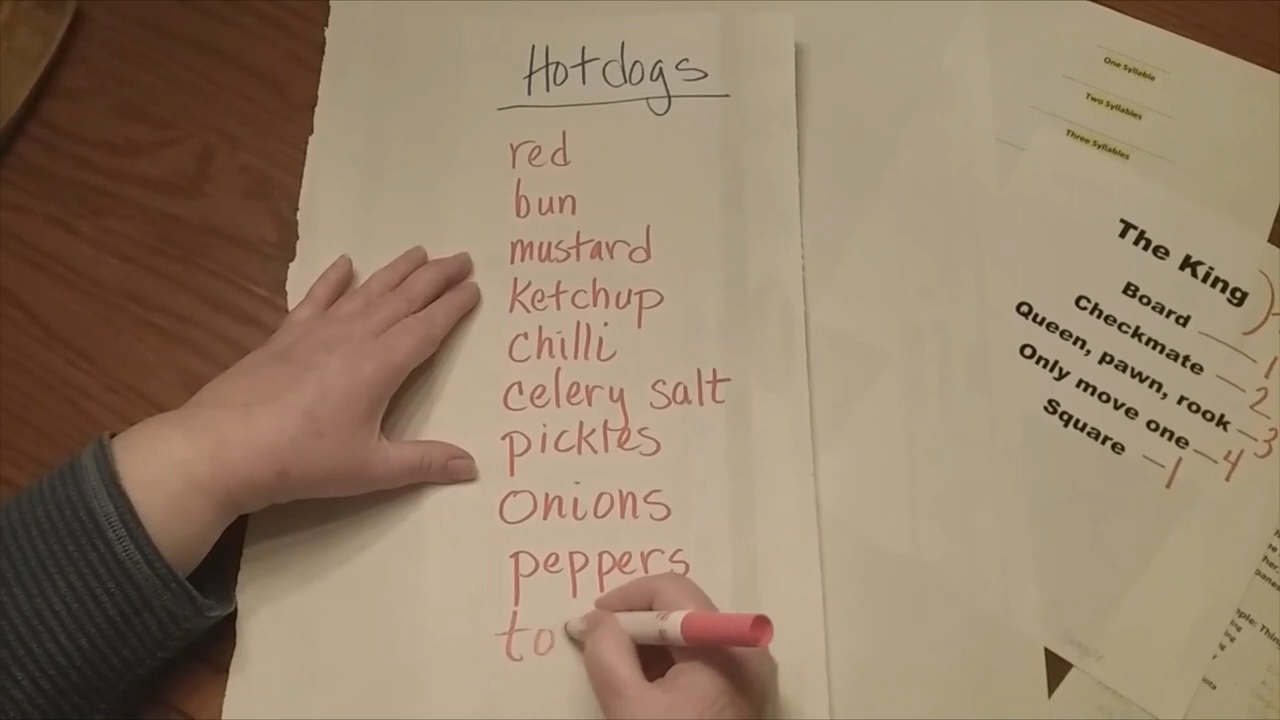 Hotdogs
red
bun
mustard
Ketchup
Chilli
celery salt
pickles
Onions
peppers
to
One Syllable
Two Syllables
Three Syllables
The King
Board 1
Checkmate 2
Queen, pawn, rook 3
Only move one 4
Square 1